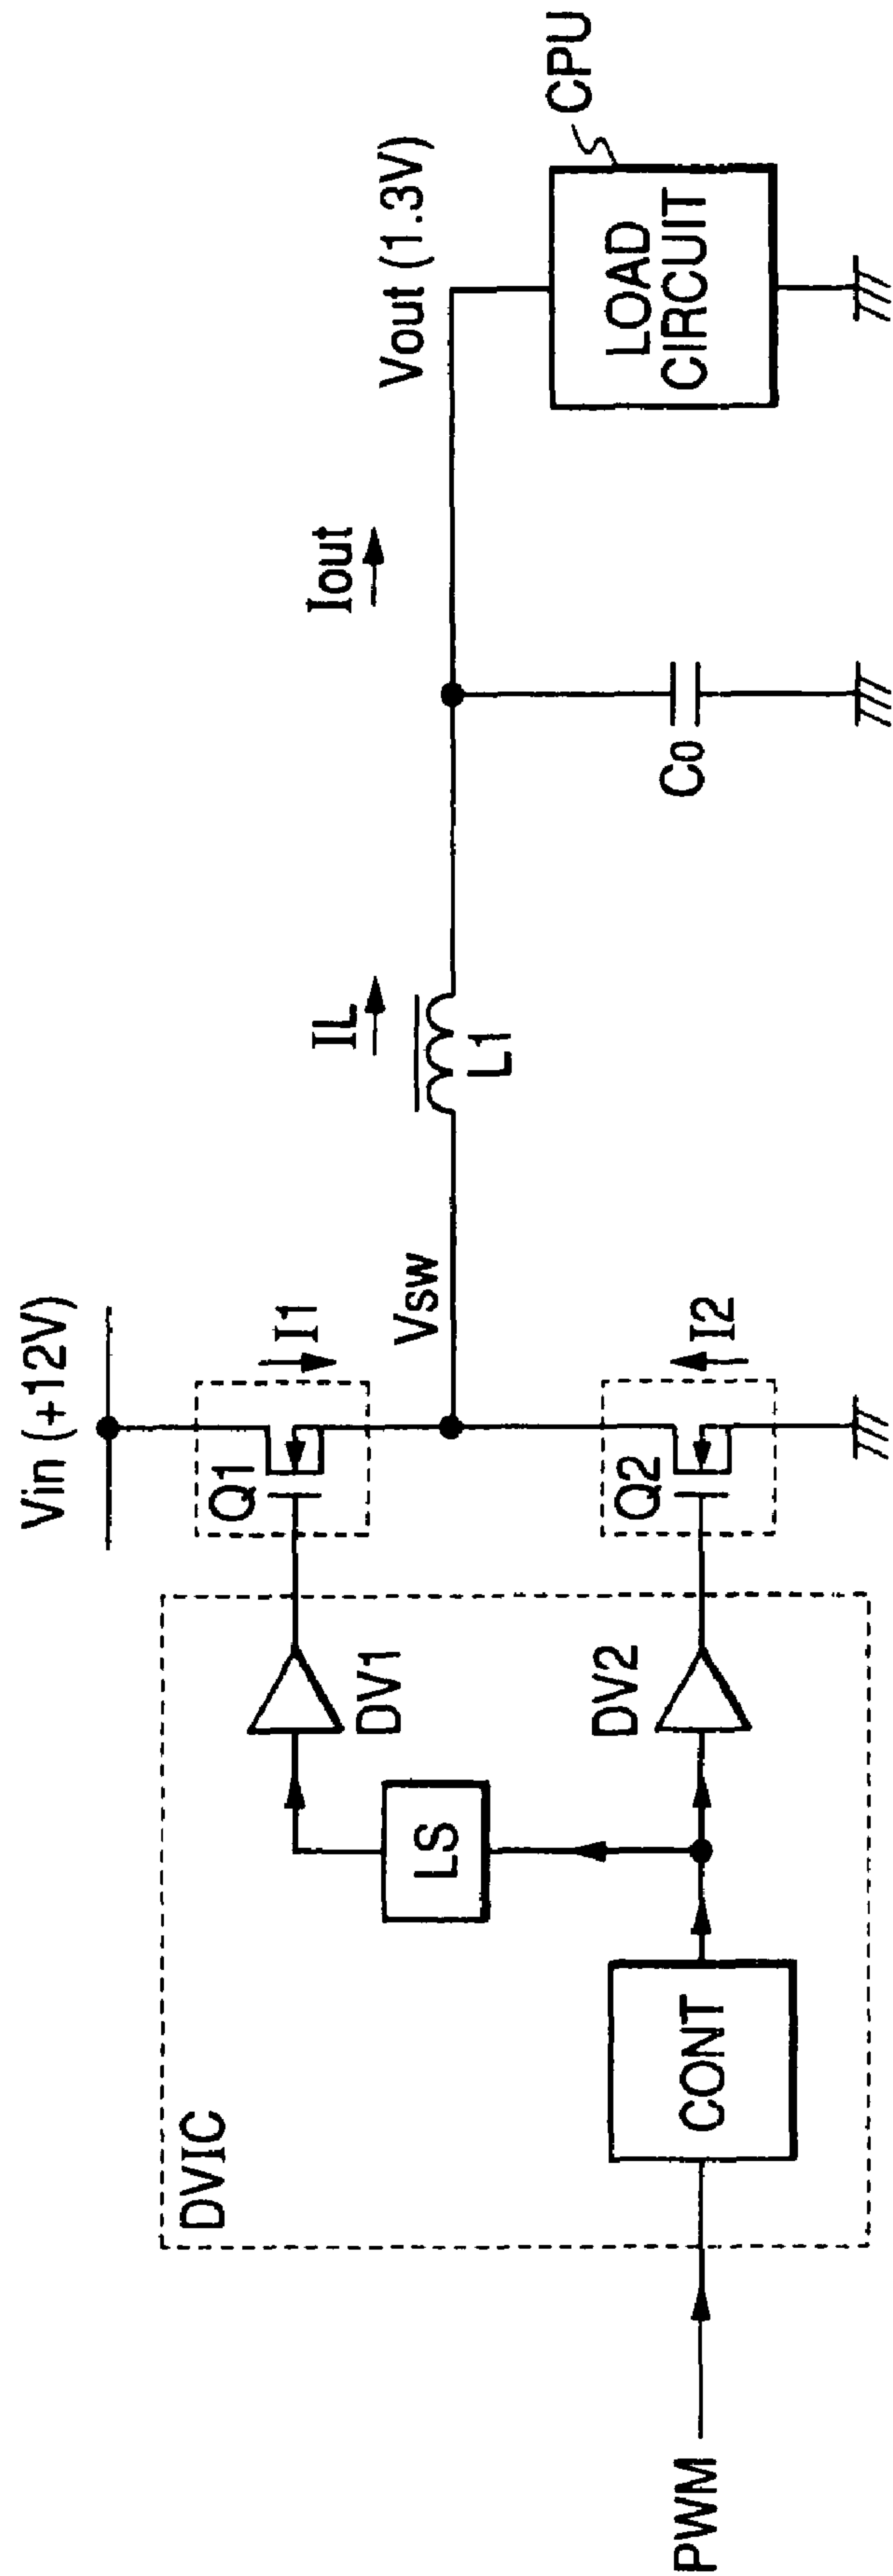 Vin (+12V)
DVIC
Q1
I1
DV1
LS
Vsw
IL
L1
Iout
Vout (1.3V)
CPU
LOAD
CIRCUIT
C0
Q2
I2
DV2
CONT
PWM